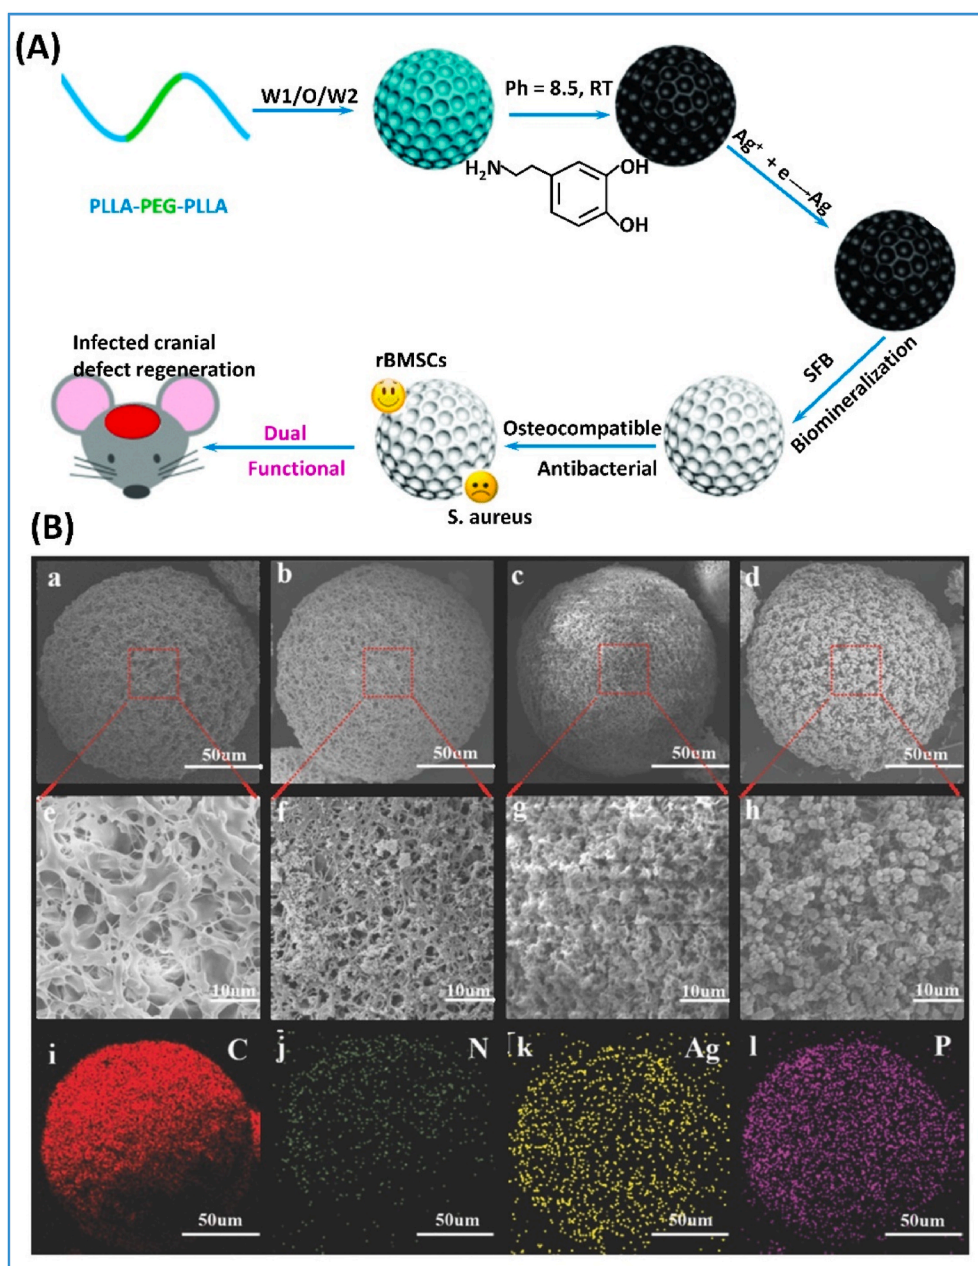 (A)
W1/O/W2
Ph = 8.5, RT
H₂N
OH
OH
Ag⁺ + e ⟶Ag
PLLA-PEG-PLLA
SFB
Biomineralization
Infected cranial
defect regeneration
rBMSCs
Osteocompatible
Antibacterial
Dual
Functional
S. aureus
(B)
a
b
c
d
50um
50um
50um
50um
e
f
g
h
10um
10um
10um
10um
i
C
j
N
k
Ag
l
P
50um
50um
50um
50um